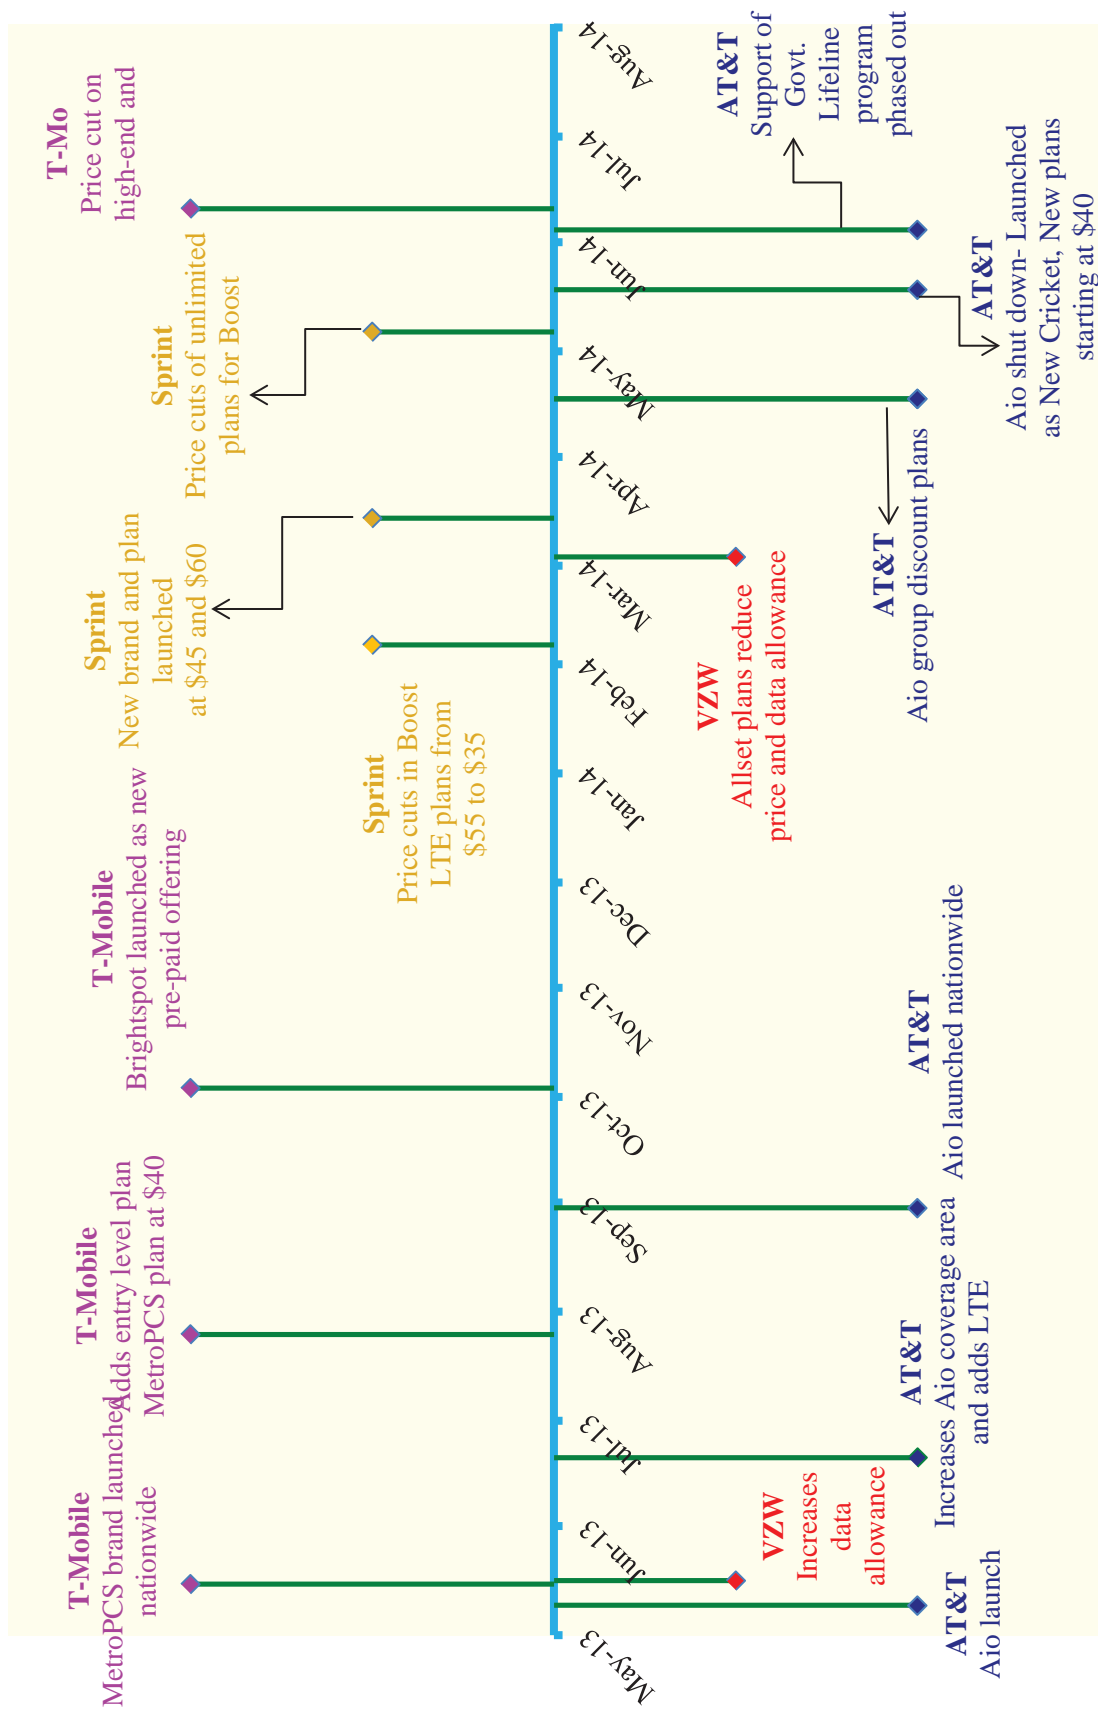 T-Mobile
MetroPCS brand launched
nationwide
T-Mobile
Adds entry level plan
MetroPCS plan at $40
T-Mobile
Brightspot launched as new
pre-paid offering
Sprint
Price cuts in Boost
LTE plans from
$55 to $35
Sprint
New brand and plan
launched
at $45 and $60
Sprint
Price cuts of unlimited
plans for Boost
T-Mo
Price cut on
high-end and
May-13
Jun-13
Jul-13
Aug-13
Sep-13
Oct-13
Nov-13
Dec-13
Jan-14
Feb-14
Mar-14
Apr-14
May-14
Jun-14
Jul-14
Aug-14
AT&T
Aio launch
VZW
Increases
data
allowance
AT&T
Increases Aio coverage area
and adds LTE
AT&T
Aio launched nationwide
VZW
Allset plans reduce
price and data allowance
AT&T
Aio group discount plans
AT&T
Aio shut down- Launched
as New Cricket, New plans
starting at $40
AT&T
Support of
Govt.
Lifeline
program
phased out